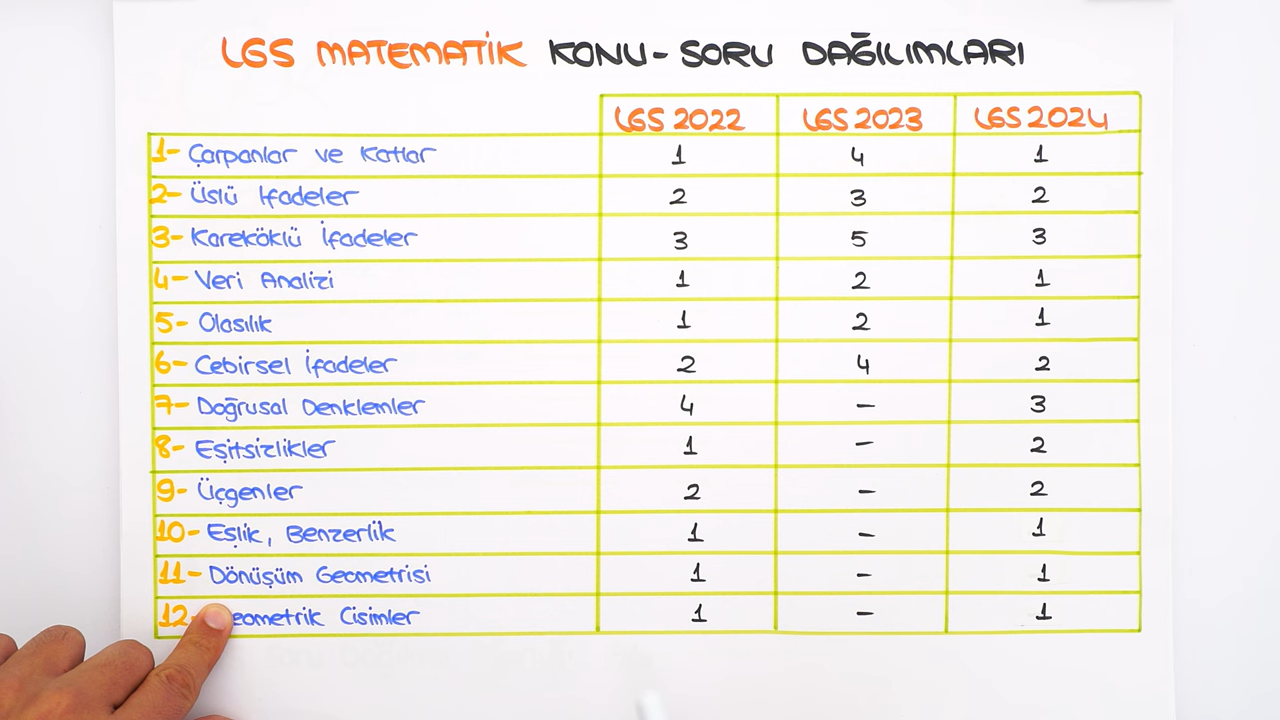 LGS MATEMATİK KONU-SORU DAĞILIMLARI
LGS 2022 LGS 2023 LGS 2024
1- Çarpanlar ve Katlar 1 4 1
2- Üslü İfadeler 2 3 2
3- Kareköklü İfadeler 3 5 3
4- Veri Analizi 1 2 1
5- Olasılık 1 2 1
6- Cebirsel İfadeler 2 4 2
7- Doğrusal Denklemler 4 - 3
8- Eşitsizlikler 1 - 2
9- Üçgenler 2 - 2
10- Eşlik, Benzerlik 1 - 1
11- Dönüşüm Geometrisi 1 - 1
12- Geometrik Cisimler 1 - 1